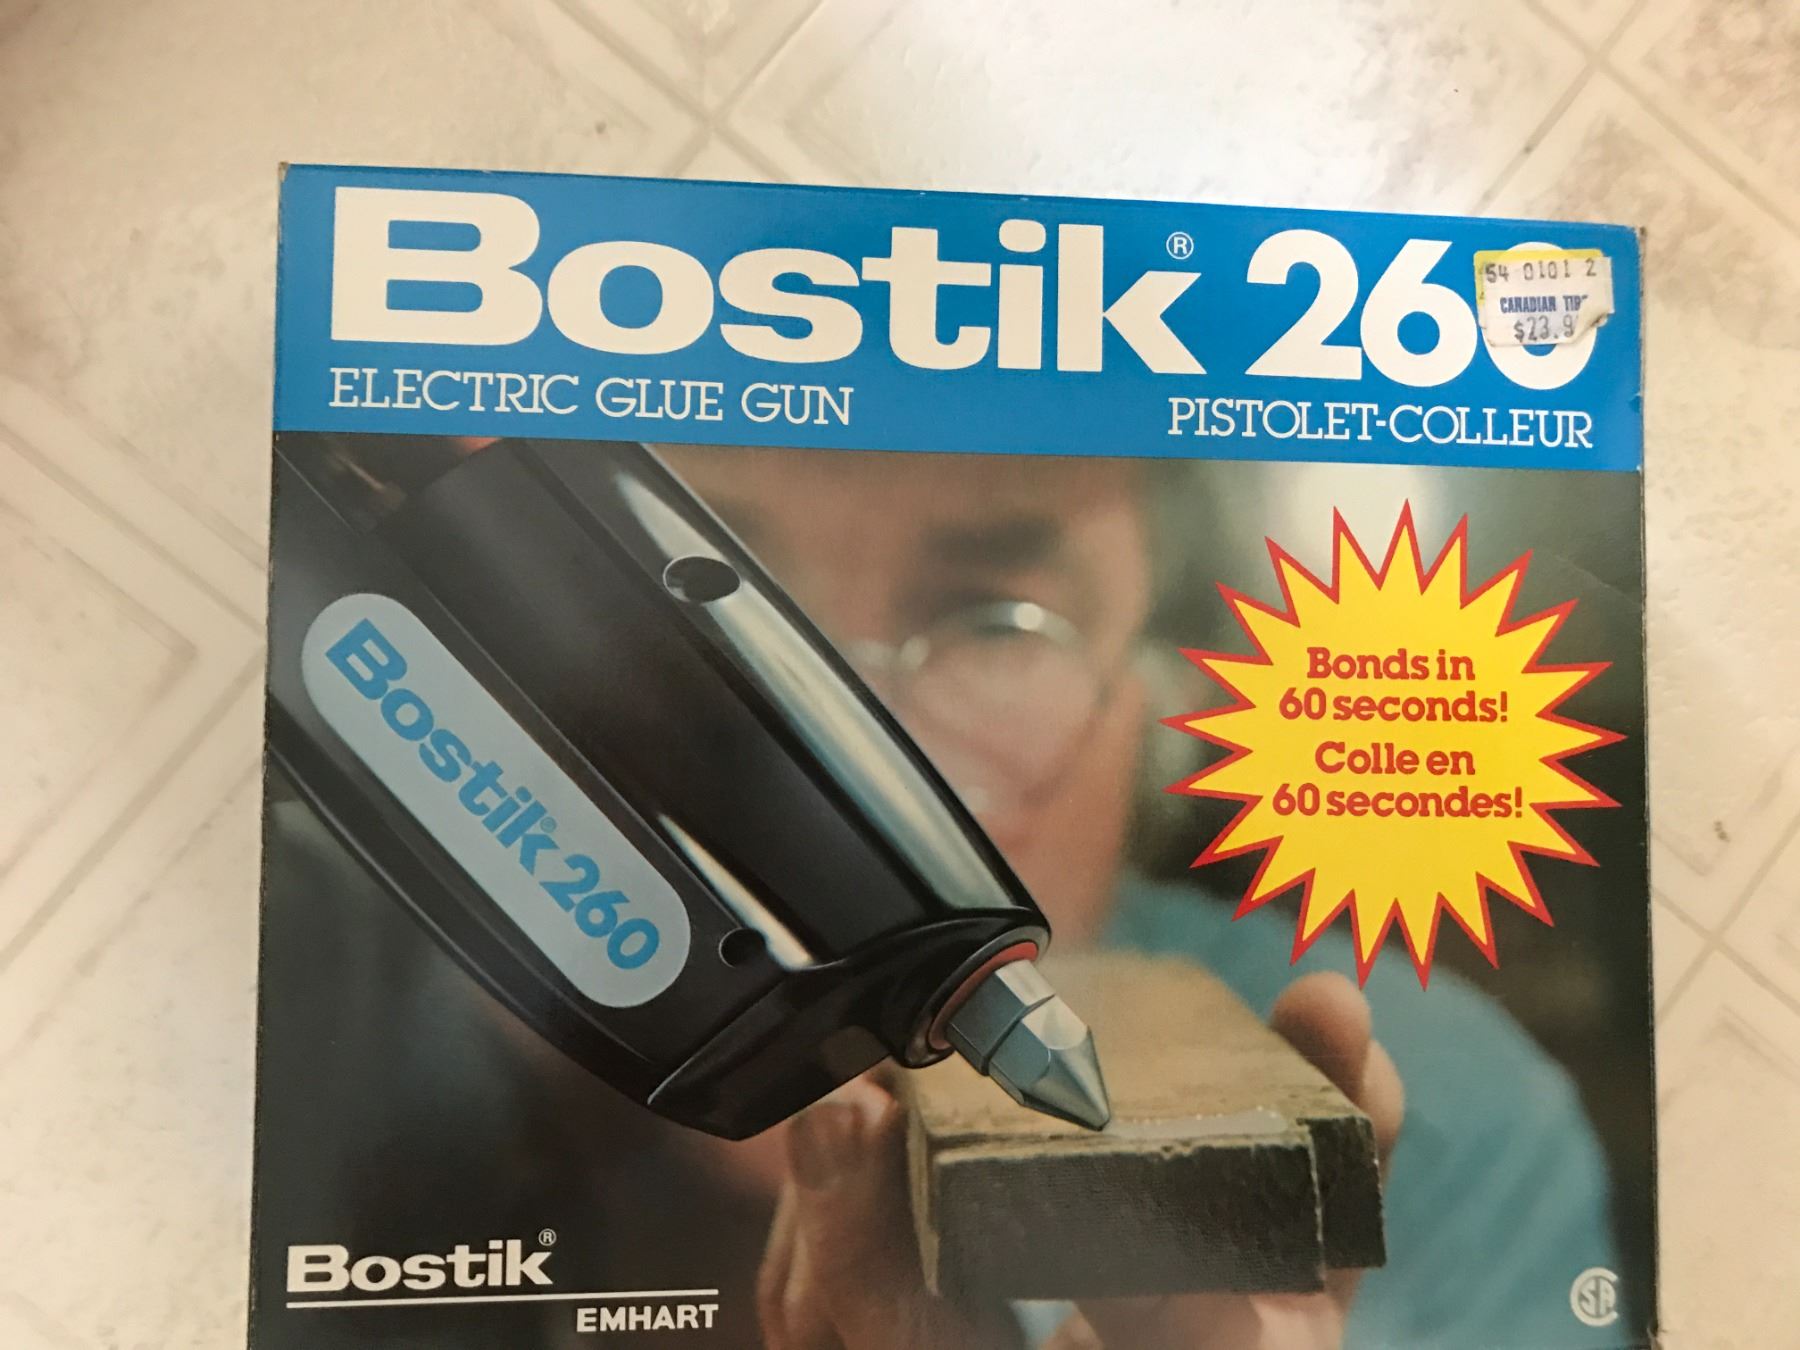 Bostik® 260
54 0101 2
CANADIAN
$23.9
ELECTRIC GLUE GUN
PISTOLET-COLLEUR
Bostik® 260
Bonds in
60 seconds!
Colle en
60 secondes!
Bostik®
EMHART